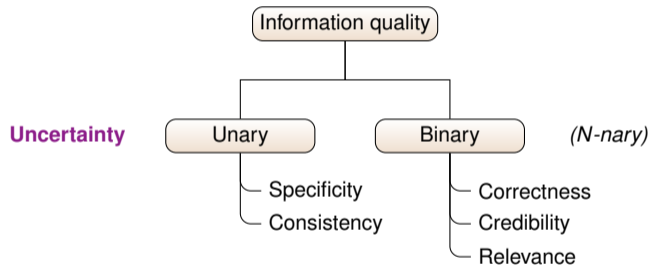 Information quality
Uncertainty Unary Binary (N-nary)
Specificity Correctness
Consistency Credibility
Relevance